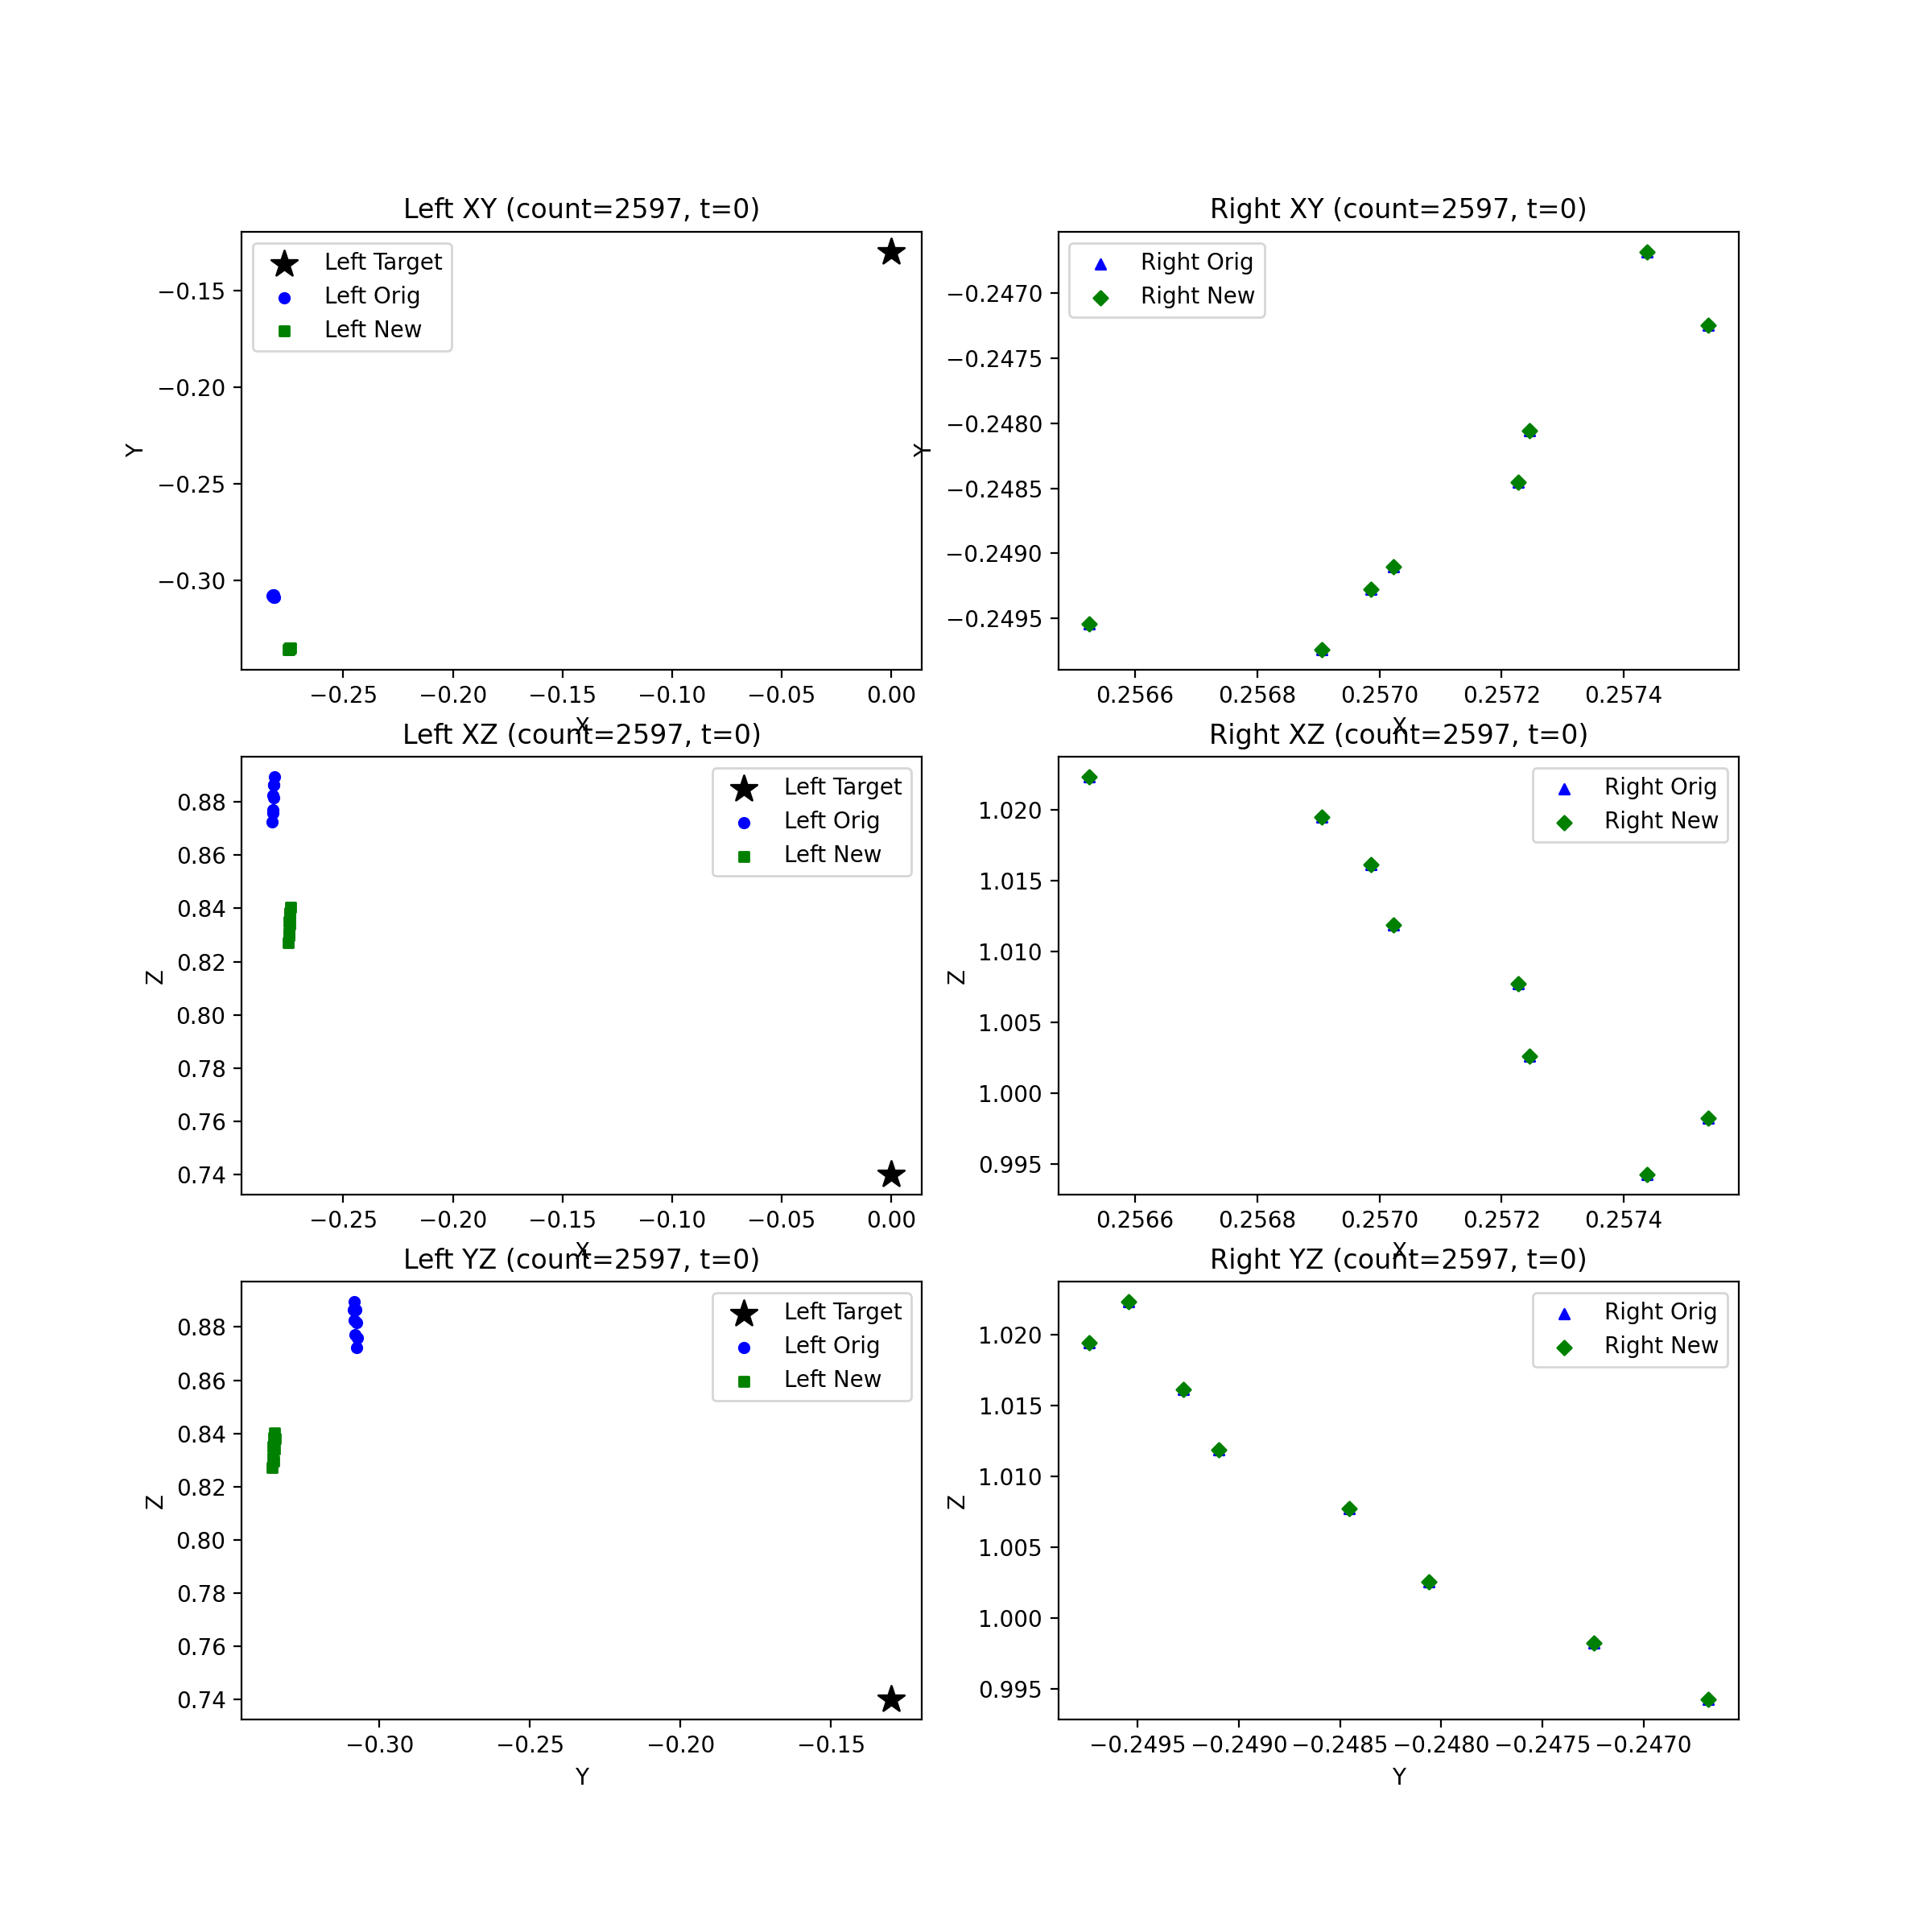 Left XY (count=2597, t=0)
Left Target
Left Orig
Left New
−0.15
−0.20
−0.25
−0.30
Y
−0.25 −0.20 −0.15 −0.10 −0.05 0.00
X
Right XY (count=2597, t=0)
Right Orig
Right New
−0.2470
−0.2475
−0.2480
−0.2485
−0.2490
−0.2495
Y
0.2566 0.2568 0.2570 0.2572 0.2574
X
Left XZ (count=2597, t=0)
Left Target
Left Orig
Left New
0.88
0.86
0.84
0.82
0.80
0.78
0.76
0.74
Z
−0.25 −0.20 −0.15 −0.10 −0.05 0.00
X
Right XZ (count=2597, t=0)
Right Orig
Right New
1.020
1.015
1.010
1.005
1.000
0.995
Z
0.2566 0.2568 0.2570 0.2572 0.2574
X
Left YZ (count=2597, t=0)
Left Target
Left Orig
Left New
0.88
0.86
0.84
0.82
0.80
0.78
0.76
0.74
Z
−0.30 −0.25 −0.20 −0.15
Y
Right YZ (count=2597, t=0)
Right Orig
Right New
1.020
1.015
1.010
1.005
1.000
0.995
Z
−0.2495 −0.2490 −0.2485 −0.2480 −0.2475 −0.2470
Y